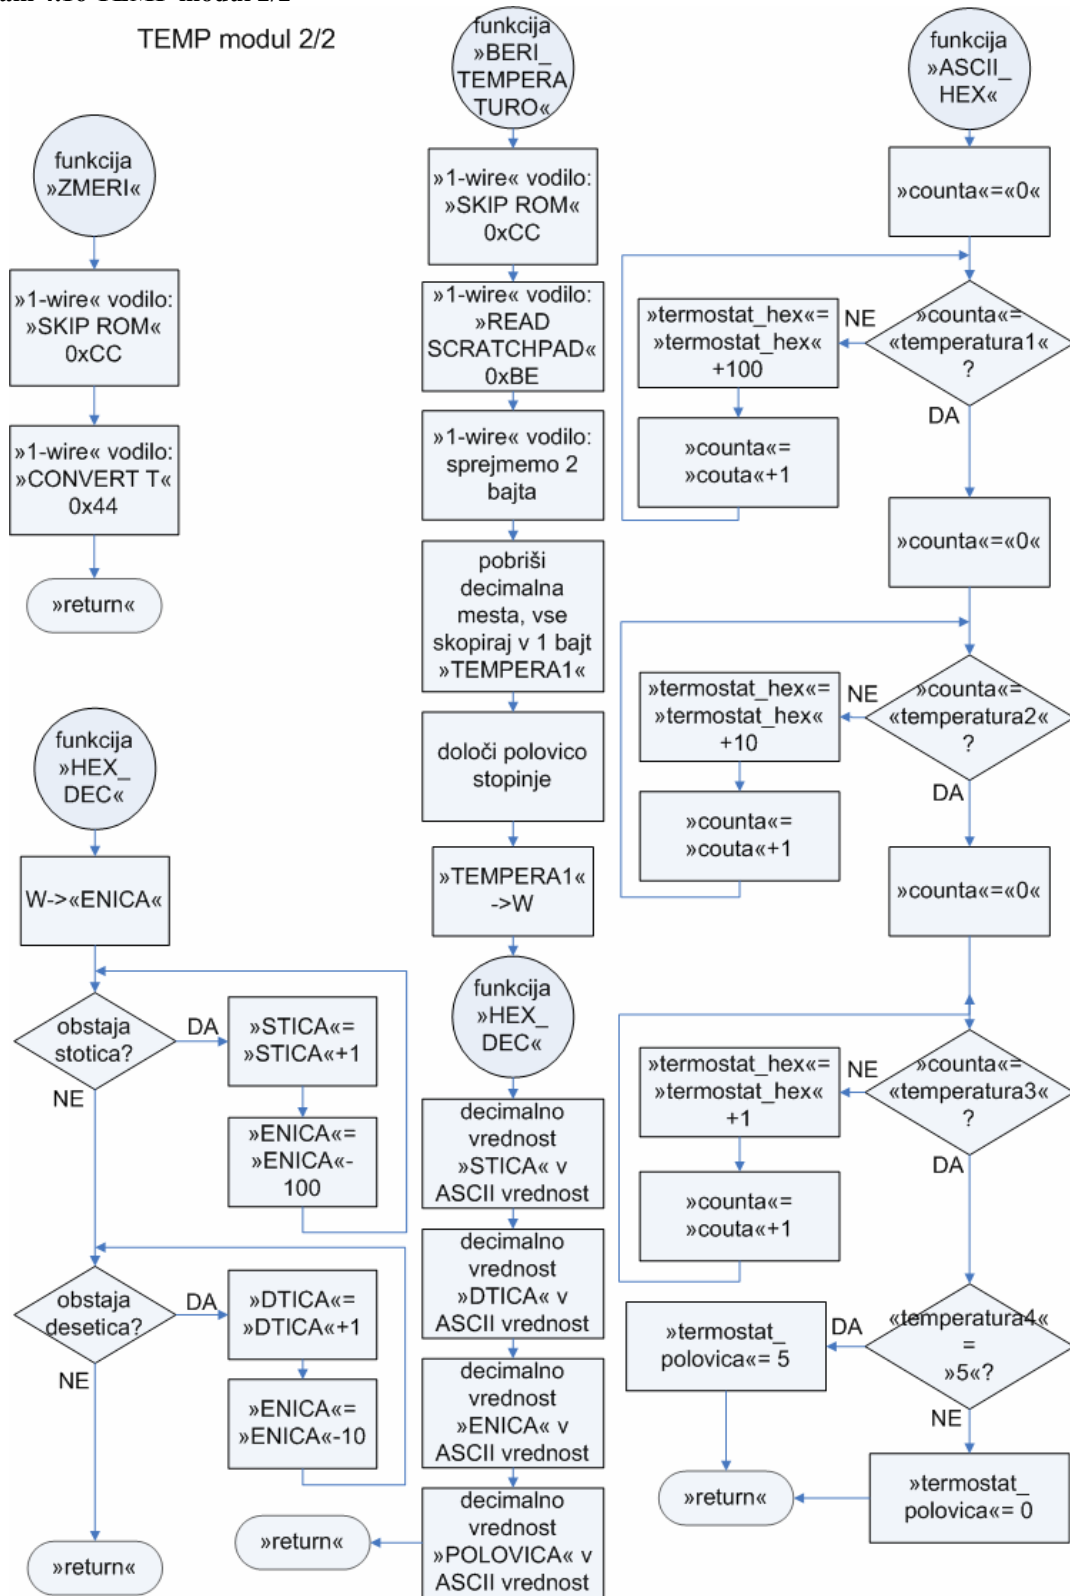 TEMP modul 2/2
funkcija
»ZMERI«
»1-wire« vodilo:
»SKIP ROM«
0xCC
»1-wire« vodilo:
»CONVERT T«
0x44
»return«
funkcija
»HEX_
DEC«
W->«ENICA«
obstaja
stotica?
DA
NE
»STICA«=
»STICA«+1
»ENICA«=
»ENICA«-
100
obstaja
desetica?
DA
NE
»DTICA«=
»DTICA«+1
»ENICA«=
»ENICA«-10
»return«
funkcija
»BERI_
TEMPERA
TURO«
»1-wire« vodilo:
»SKIP ROM«
0xCC
»1-wire« vodilo:
»READ
SCRATCHPAD«
0xBE
»1-wire« vodilo:
sprejmemo 2
bajta
pobriši
decimalna
mesta, vse
skopiraj v 1 bajt
»TEMPERA1«
določi polovico
stopinje
»TEMPERA1«
->W
funkcija
»HEX_
DEC«
decimalno
vrednost
»STICA« v
ASCII vrednost
decimalno
vrednost
»DTICA« v
ASCII vrednost
decimalno
vrednost
»ENICA« v
ASCII vrednost
decimalno
vrednost
»POLOVICA« v
ASCII vrednost
»return«
funkcija
»ASCII_
HEX«
»counta«=«0«
»counta«=
«temperatura1«
?
NE
DA
»termostat_hex«=
»termostat_hex«
+100
»counta«=
»couta«+1
»counta«=«0«
»counta«=
«temperatura2«
?
NE
DA
»termostat_hex«=
»termostat_hex«
+10
»counta«=
»couta«+1
»counta«=«0«
»counta«=
«temperatura3«
?
NE
DA
»termostat_hex«=
»termostat_hex«
+1
»counta«=
»couta«+1
«temperatura4«
=
»5«?
DA
NE
»termostat_
polovica«= 5
»termostat_
polovica«= 0
»return«